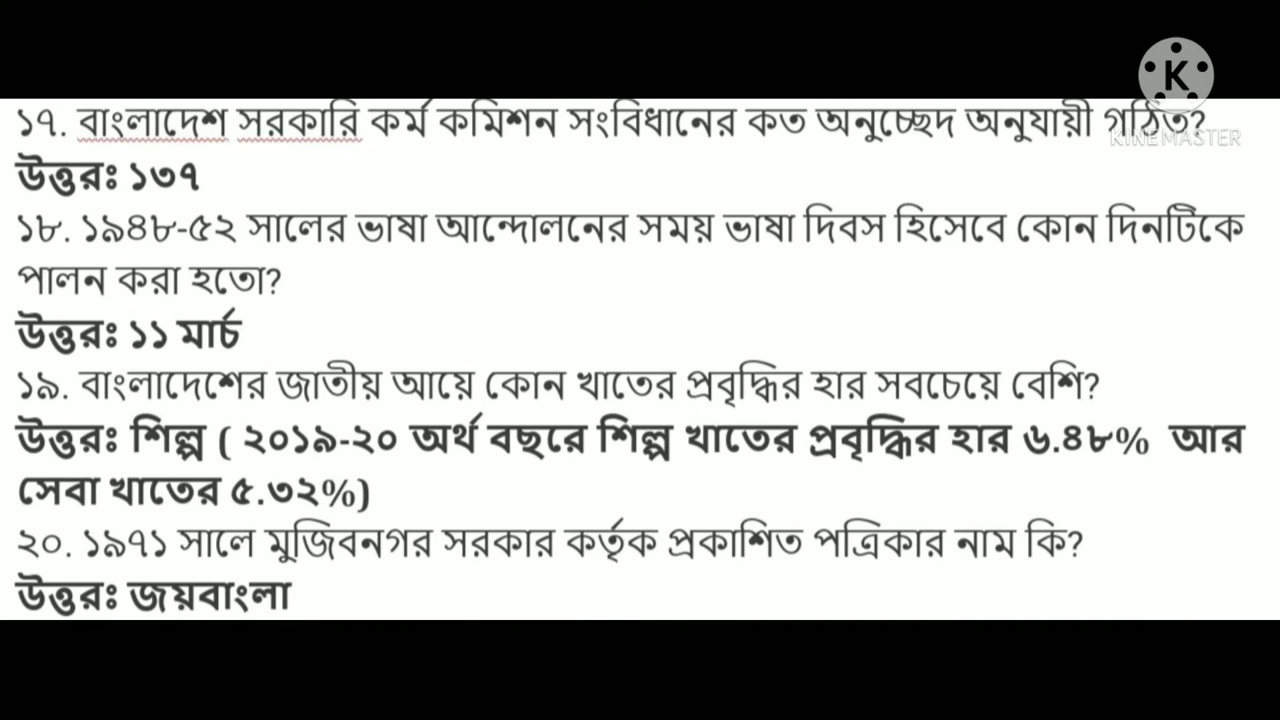 K
১৭. বাংলাদেশ সরকারি কর্ম কমিশন সংবিধানের কত অনুচ্ছেদ অনুযায়ী গঠিত?
KINEMASTER
উত্তরঃ ১৩৭
১৮. ১৯৪৮-৫২ সালের ভাষা আন্দোলনের সময় ভাষা দিবস হিসেবে কোন দিনটিকে
পালন করা হতো?
উত্তরঃ ১১ মার্চ
১৯. বাংলাদেশের জাতীয় আয়ে কোন খাতের প্রবৃদ্ধির হার সবচেয়ে বেশি?
উত্তরঃ শিল্প ( ২০১৯-২০ অর্থ বছরে শিল্প খাতের প্রবৃদ্ধির হার ৬.৪৮% আর
সেবা খাতের ৫.৩২%)
২০. ১৯৭১ সালে মুজিবনগর সরকার কর্তৃক প্রকাশিত পত্রিকার নাম কি?
উত্তরঃ জয়বাংলা